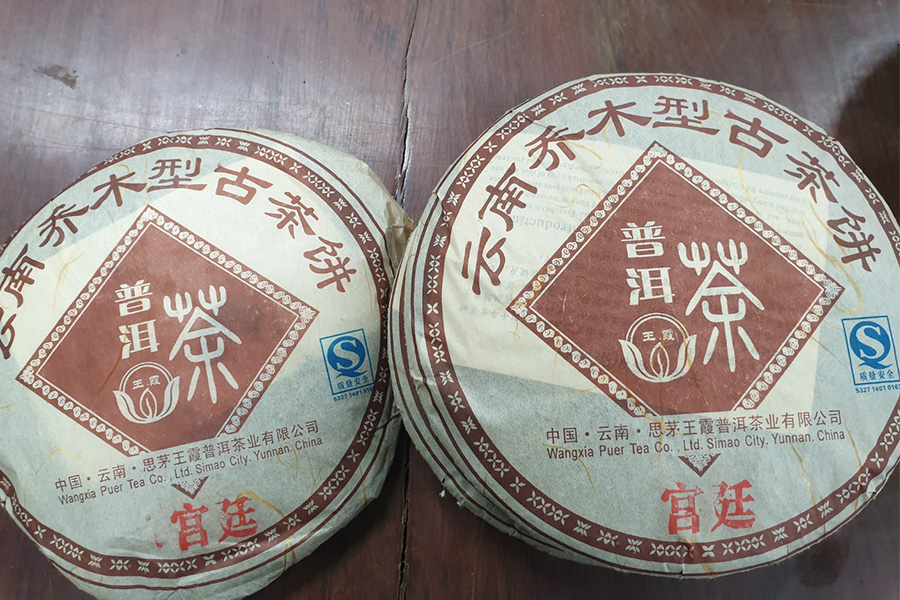 云南乔木型古茶饼
普洱
茶
王霞
质量安全
中国·云南·思茅王霞普洱茶业有限公司
Wangxia Puer Tea Co., Ltd. Simao City. Yunnan. China
宫廷
云南乔木型古茶饼
普洱
茶
王霞
质量安全
5327 1401 0163
中国·云南·思茅王霞普洱茶业有限公司
Wangxia Puer Tea Co., Ltd. Simao City. Yunnan. China
宫廷